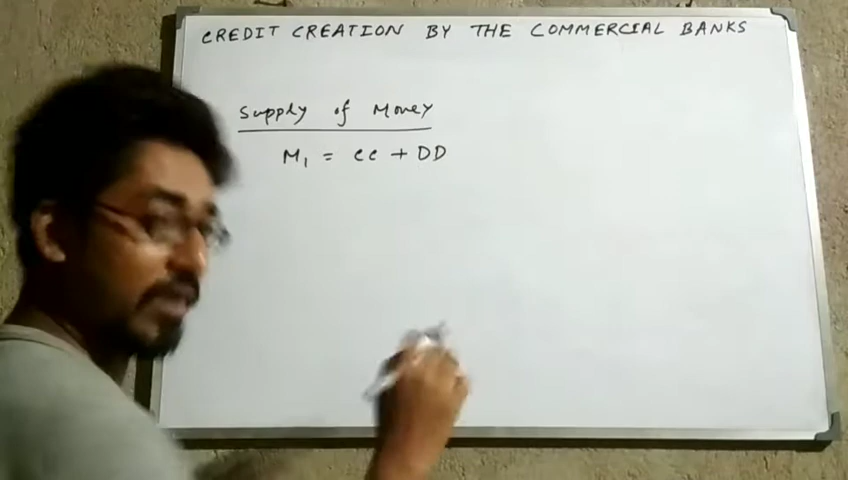 CREDIT CREATION BY THE COMMERCIAL BANKS
Supply of Money
M₁ = CC + DD